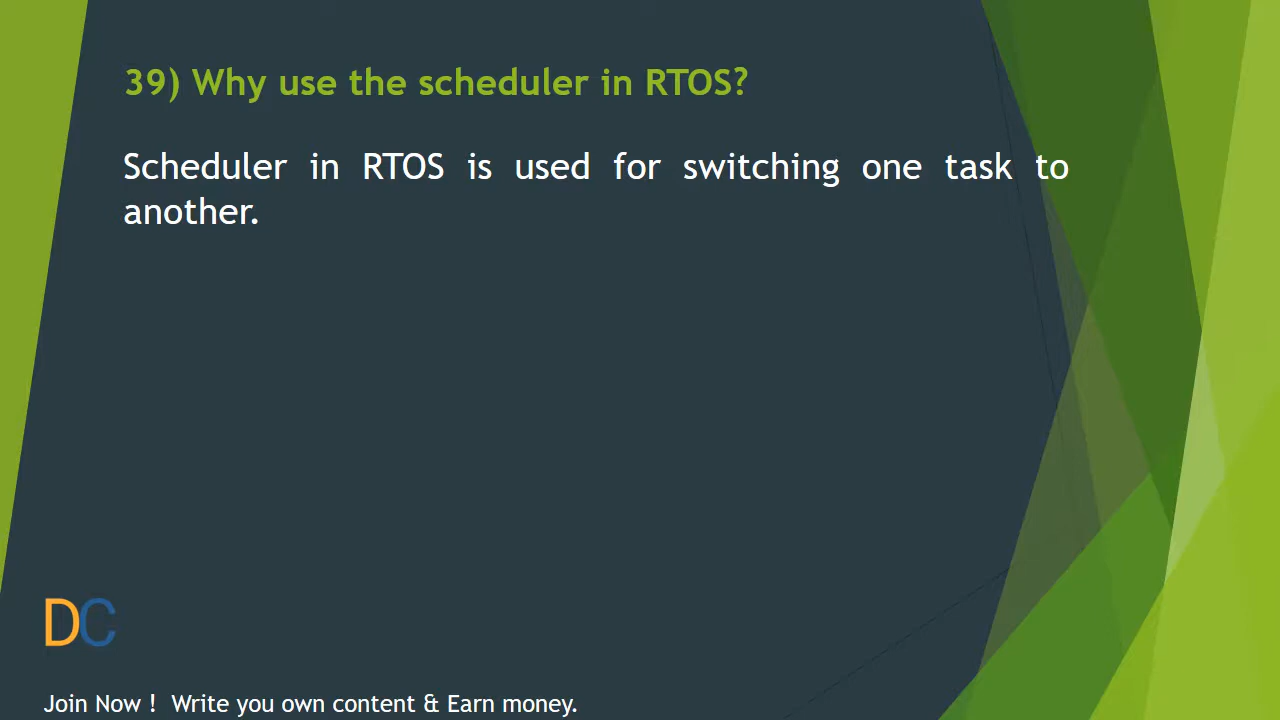 39) Why use the scheduler in RTOS?
Scheduler in RTOS is used for switching one task to
another.
DC
Join Now ! Write you own content & Earn money.